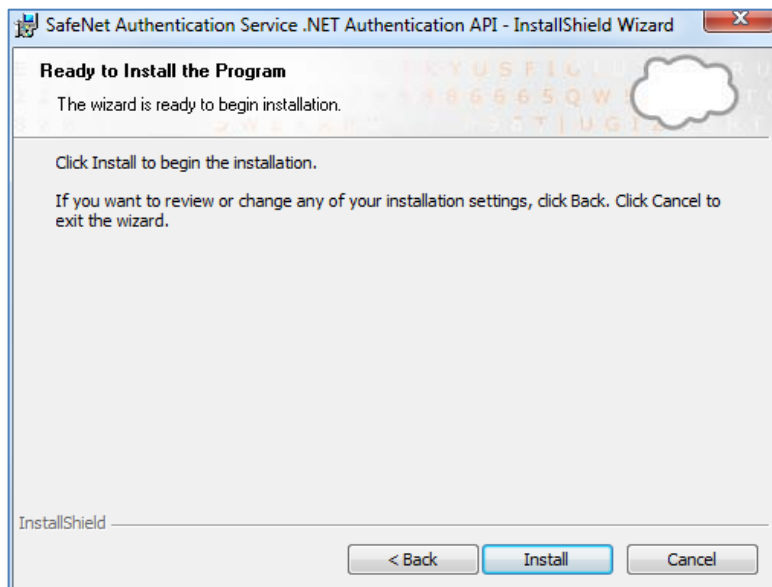 SafeNet Authentication Service .NET Authentication API - InstallShield Wizard
Ready to Install the Program
The wizard is ready to begin installation.
Click Install to begin the installation.
If you want to review or change any of your installation settings, click Back. Click Cancel to
exit the wizard.
InstallShield
< Back
Install
Cancel